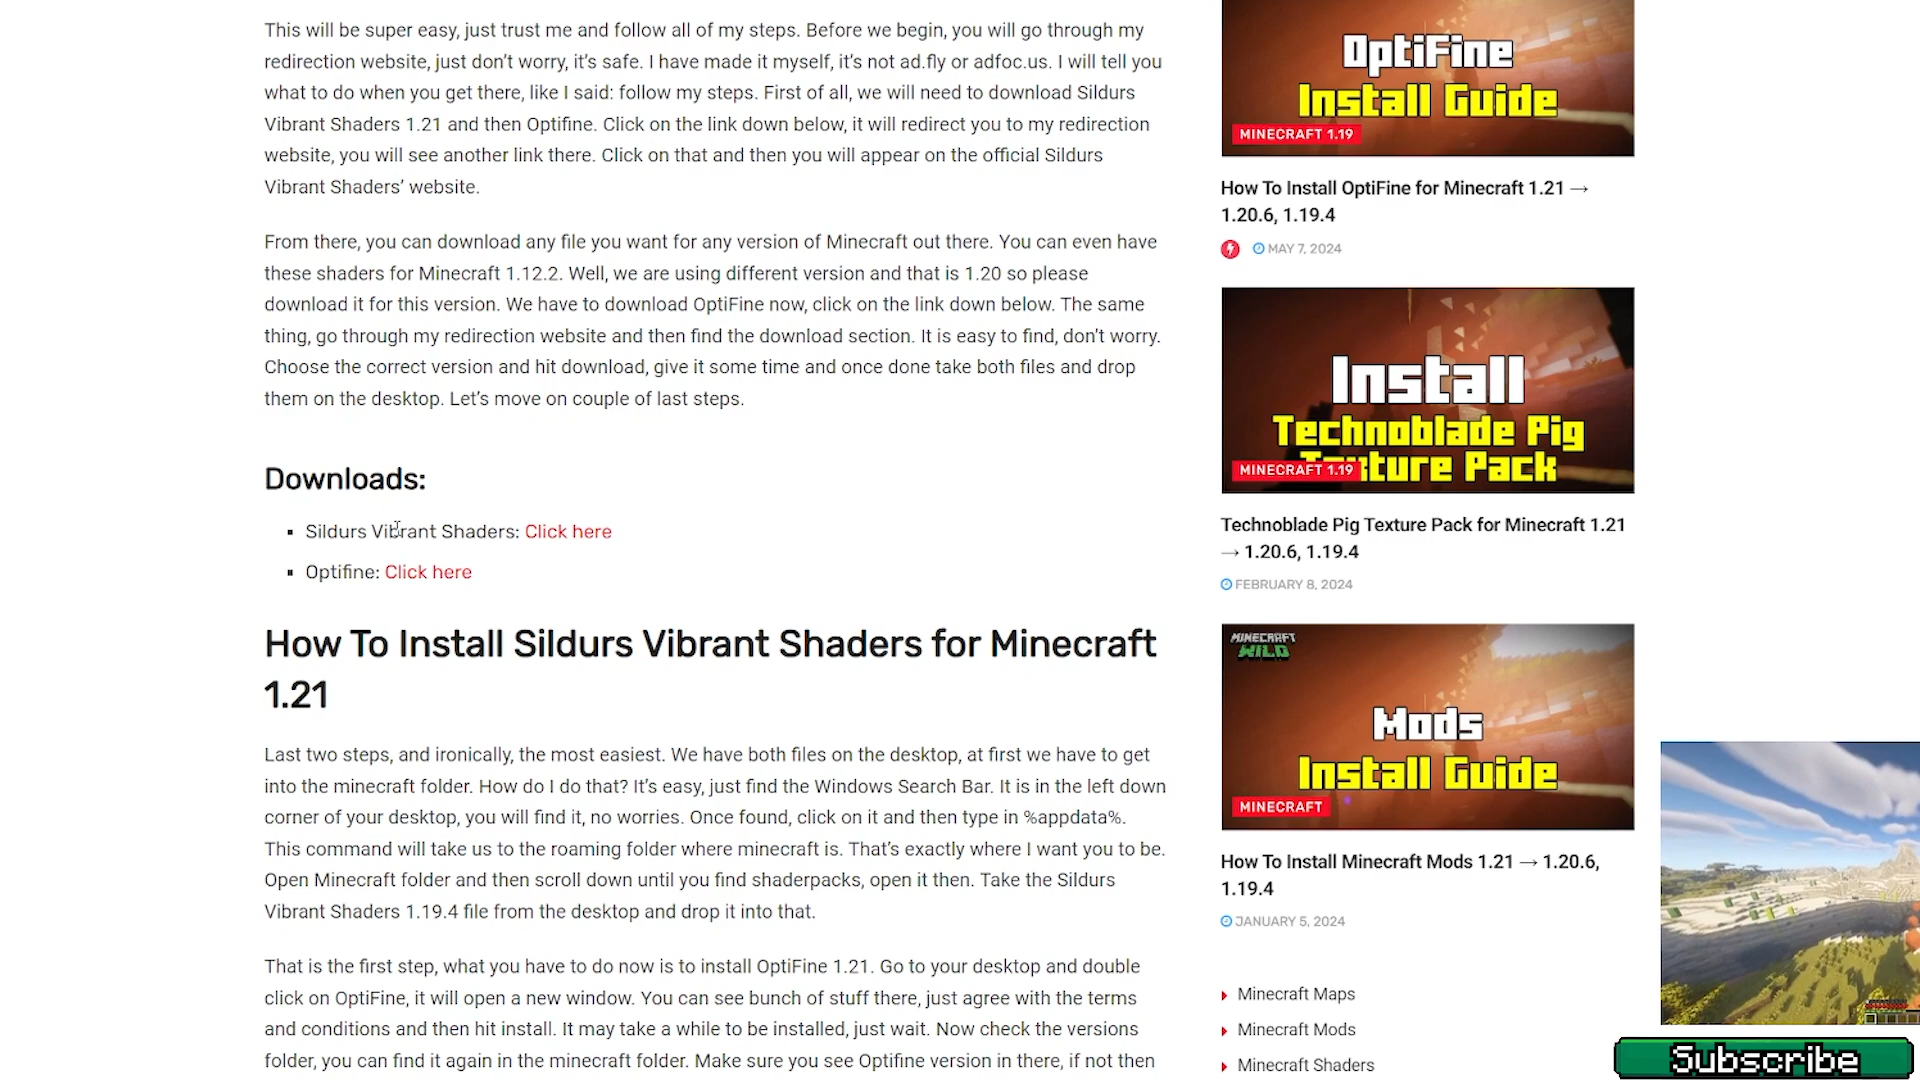 This will be super easy, just trust me and follow all of my steps. Before we begin, you will go through my
redirection website, just don't worry, it's safe. I have made it myself, it's not ad.fly or adfoc.us. I will tell you
what to do when you get there, like I said: follow my steps. First of all, we will need to download Sildurs
Vibrant Shaders 1.21 and then Optifine. Click on the link down below, it will redirect you to my redirection
website, you will see another link there. Click on that and then you will appear on the official Sildurs
Vibrant Shaders' website.
From there, you can download any file you want for any version of Minecraft out there. You can even have
these shaders for Minecraft 1.12.2. Well, we are using different version and that is 1.20 so please
download it for this version. We have to download OptiFine now, click on the link down below. The same
thing, go through my redirection website and then find the download section. It is easy to find, don't worry.
Choose the correct version and hit download, give it some time and once done take both files and drop
them on the desktop. Let's move on couple of last steps.
Downloads:
▪ Sildurs Vibrant Shaders: Click here
▪ Optifine: Click here
How To Install Sildurs Vibrant Shaders for Minecraft
1.21
Last two steps, and ironically, the most easiest. We have both files on the desktop, at first we have to get
into the minecraft folder. How do I do that? It's easy, just find the Windows Search Bar. It is in the left down
corner of your desktop, you will find it, no worries. Once found, click on it and then type in %appdata%.
This command will take us to the roaming folder where minecraft is. That's exactly where I want you to be.
Open Minecraft folder and then scroll down until you find shaderpacks, open it then. Take the Sildurs
Vibrant Shaders 1.19.4 file from the desktop and drop it into that.
That is the first step, what you have to do now is to install OptiFine 1.21. Go to your desktop and double
click on OptiFine, it will open a new window. You can see bunch of stuff there, just agree with the terms
and conditions and then hit install. It may take a while to be installed, just wait. Now check the versions
folder, you can find it again in the minecraft folder. Make sure you see Optifine version in there, if not then
OptiFine
Install Guide
MINECRAFT 1.19
How To Install OptiFine for Minecraft 1.21 →
1.20.6, 1.19.4
MAY 7, 2024
Install
Technoblade Pig
Texture Pack
MINECRAFT 1.19
Technoblade Pig Texture Pack for Minecraft 1.21
→ 1.20.6, 1.19.4
FEBRUARY 8, 2024
MINECRAFT
WILD
Mods
Install Guide
MINECRAFT
How To Install Minecraft Mods 1.21 → 1.20.6,
1.19.4
JANUARY 5, 2024
Minecraft Maps
Minecraft Mods
Minecraft Shaders
Subscribe